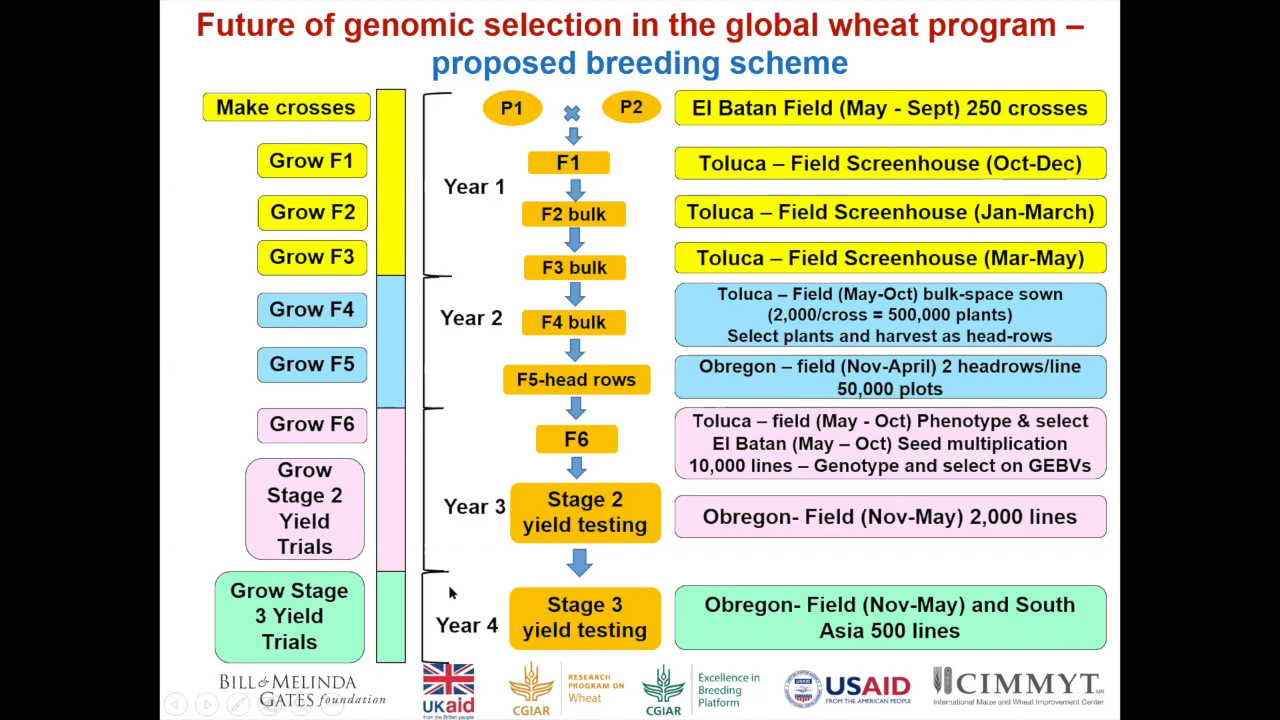 Future of genomic selection in the global wheat program –
proposed breeding scheme
Make crosses
P1
P2
El Batan Field (May - Sept) 250 crosses
Grow F1
F1
Toluca – Field Screenhouse (Oct-Dec)
Year 1
Grow F2
F2 bulk
Toluca – Field Screenhouse (Jan-March)
Grow F3
F3 bulk
Toluca – Field Screenhouse (Mar-May)
Grow F4
Year 2
F4 bulk
Toluca – Field (May-Oct) bulk-space sown
(2,000/cross = 500,000 plants)
Select plants and harvest as head-rows
Grow F5
F5-head rows
Obregon – field (Nov-April) 2 headrows/line
50,000 plots
Grow F6
F6
Toluca – field (May - Oct) Phenotype & select
El Batan (May – Oct) Seed multiplication
10,000 lines – Genotype and select on GEBVs
Grow
Stage 2
Yield
Trials
Year 3
Stage 2
yield testing
Obregon- Field (Nov-May) 2,000 lines
Grow Stage
3 Yield
Trials
Year 4
Stage 3
yield testing
Obregon- Field (Nov-May) and South
Asia 500 lines
BILL & MELINDA
GATES foundation
UKaid
from the British people
CGIAR
RESEARCH
PROGRAM ON
Wheat
CGIAR
Excellence in
Breeding
Platform
USAID
FROM THE AMERICAN PEOPLE
CIMMYT
International Maize and Wheat Improvement Center